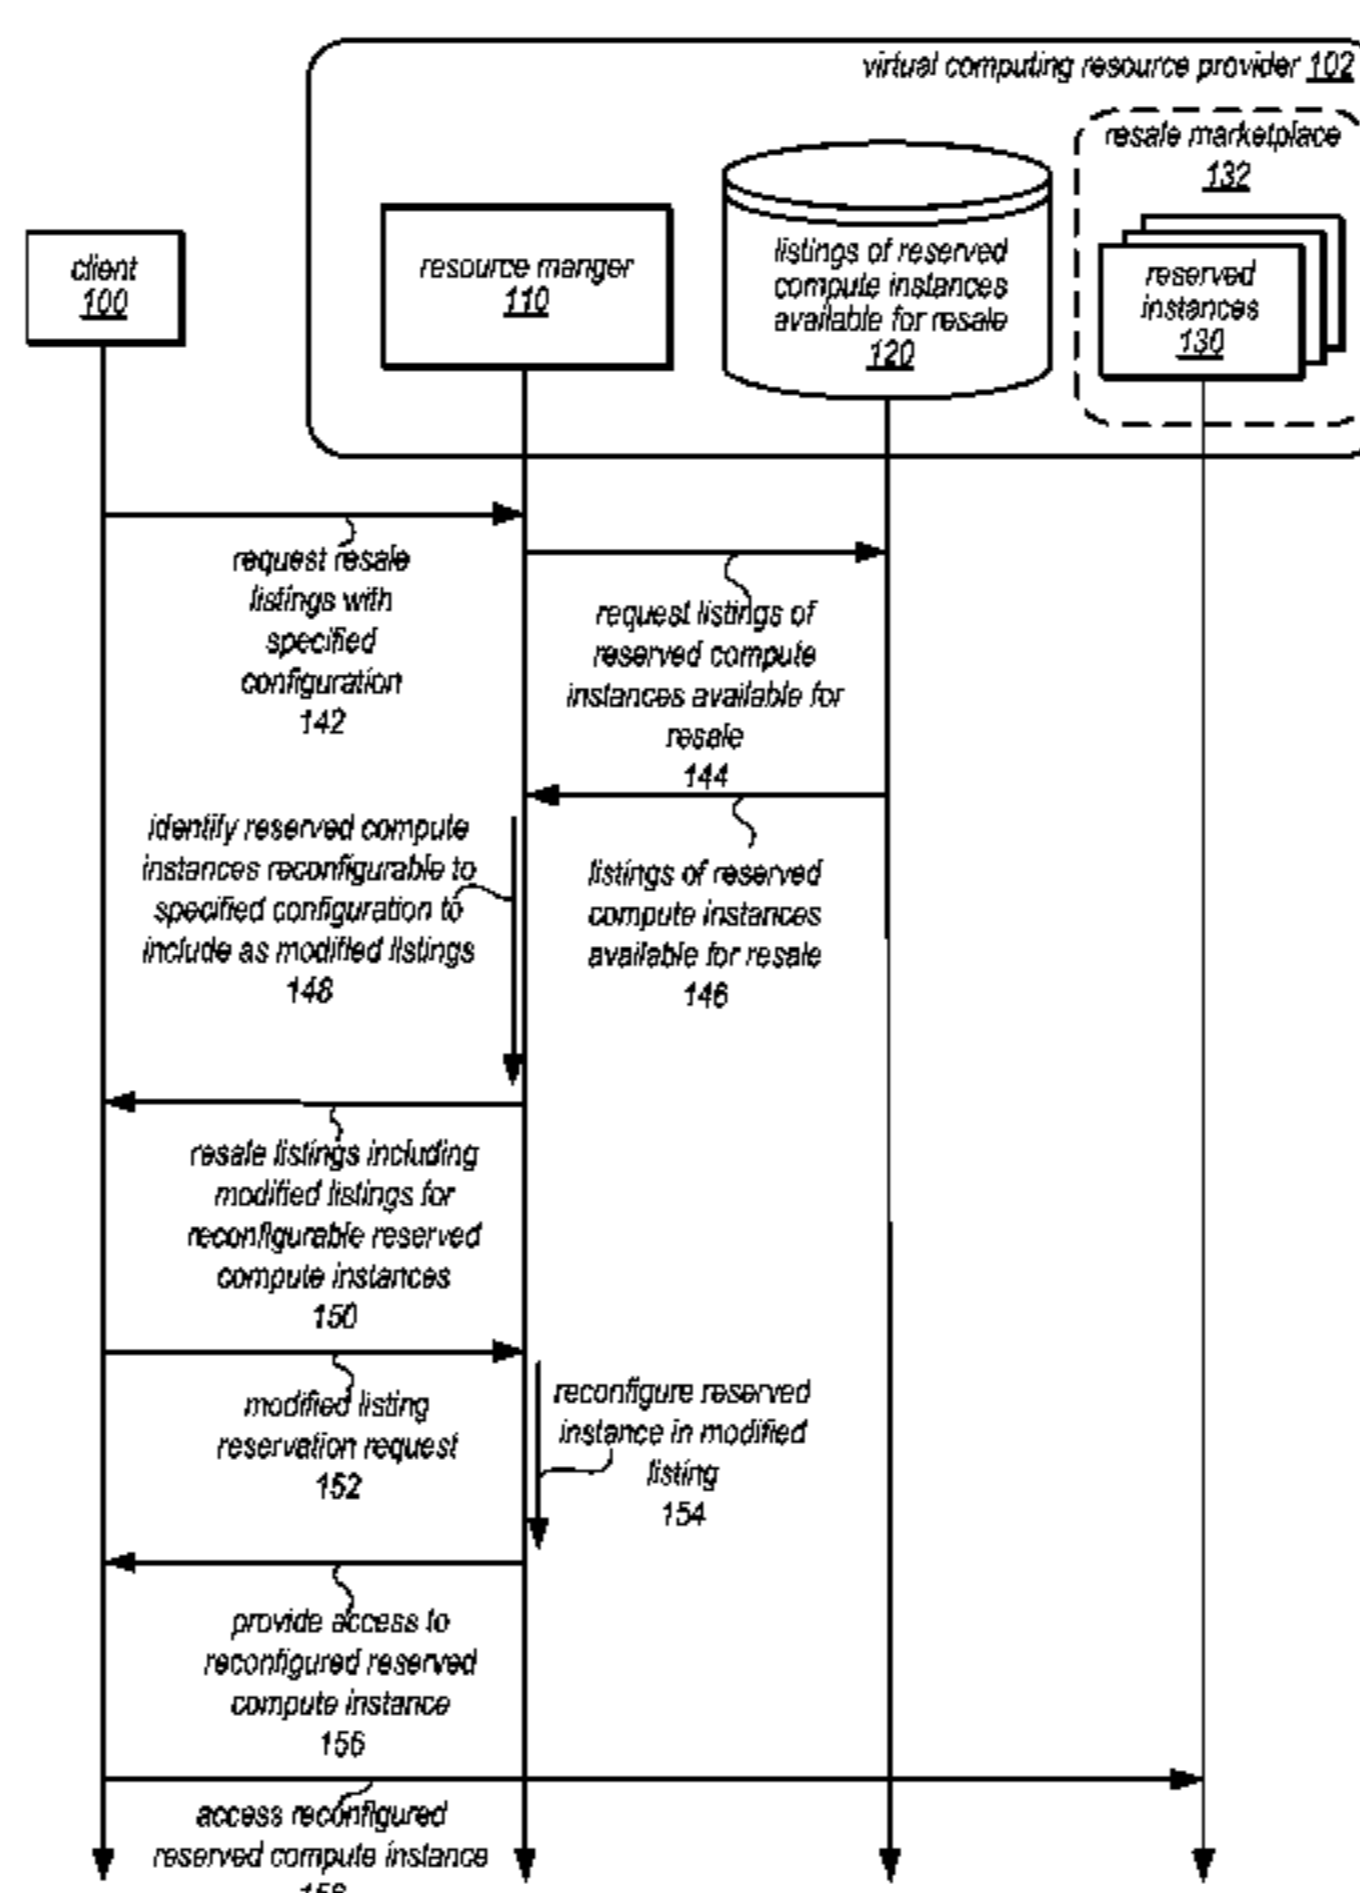 virtual computing resource provider 102
resale marketplace
132
client
100
resource manger
110
listings of reserved
compute instances
available for resale
120
reserved
instances
130
request resale
listings with
specified
configuration
142
request listings of
reserved compute
instances available for
resale
144
identify reserved compute
instances reconfigurable to
specified configuration to
include as modified listings
148
listings of reserved
compute instances
available for resale
146
resale listings including
modified listings for
reconfigurable reserved
compute instances
150
modified listing
reservation request
152
reconfigure reserved
instance in modified
listing
154
provide access to
reconfigured reserved
compute instance
156
access reconfigured
reserved compute instance